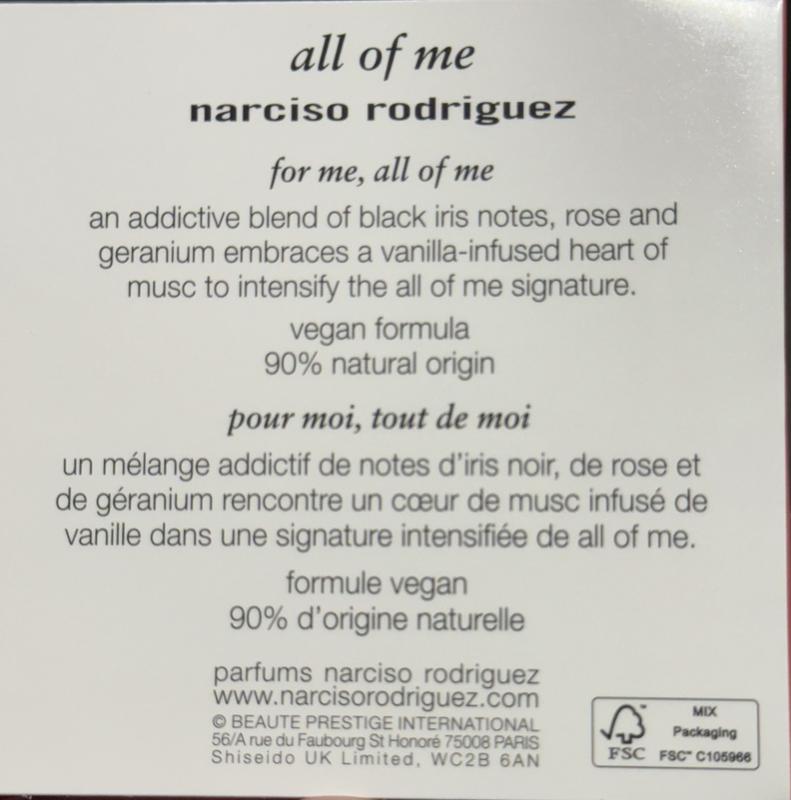 all of me
narciso rodriguez
for me, all of me
an addictive blend of black iris notes, rose and
geranium embraces a vanilla-infused heart of
musc to intensify the all of me signature.
vegan formula
90% natural origin
pour moi, tout de moi
un mélange addictif de notes d'iris noir, de rose et
de géranium rencontre un cœur de musc infusé de
vanille dans une signature intensifiée de all of me.
formule vegan
90% d'origine naturelle
parfums narciso rodriguez
www.narcisorodriguez.com
© BEAUTE PRESTIGE INTERNATIONAL
56/A rue du Faubourg St Honoré 75008 PARIS
Shiseido UK Limited, WC2B 6AN
FSC
MIX
Packaging
FSC™ C105966